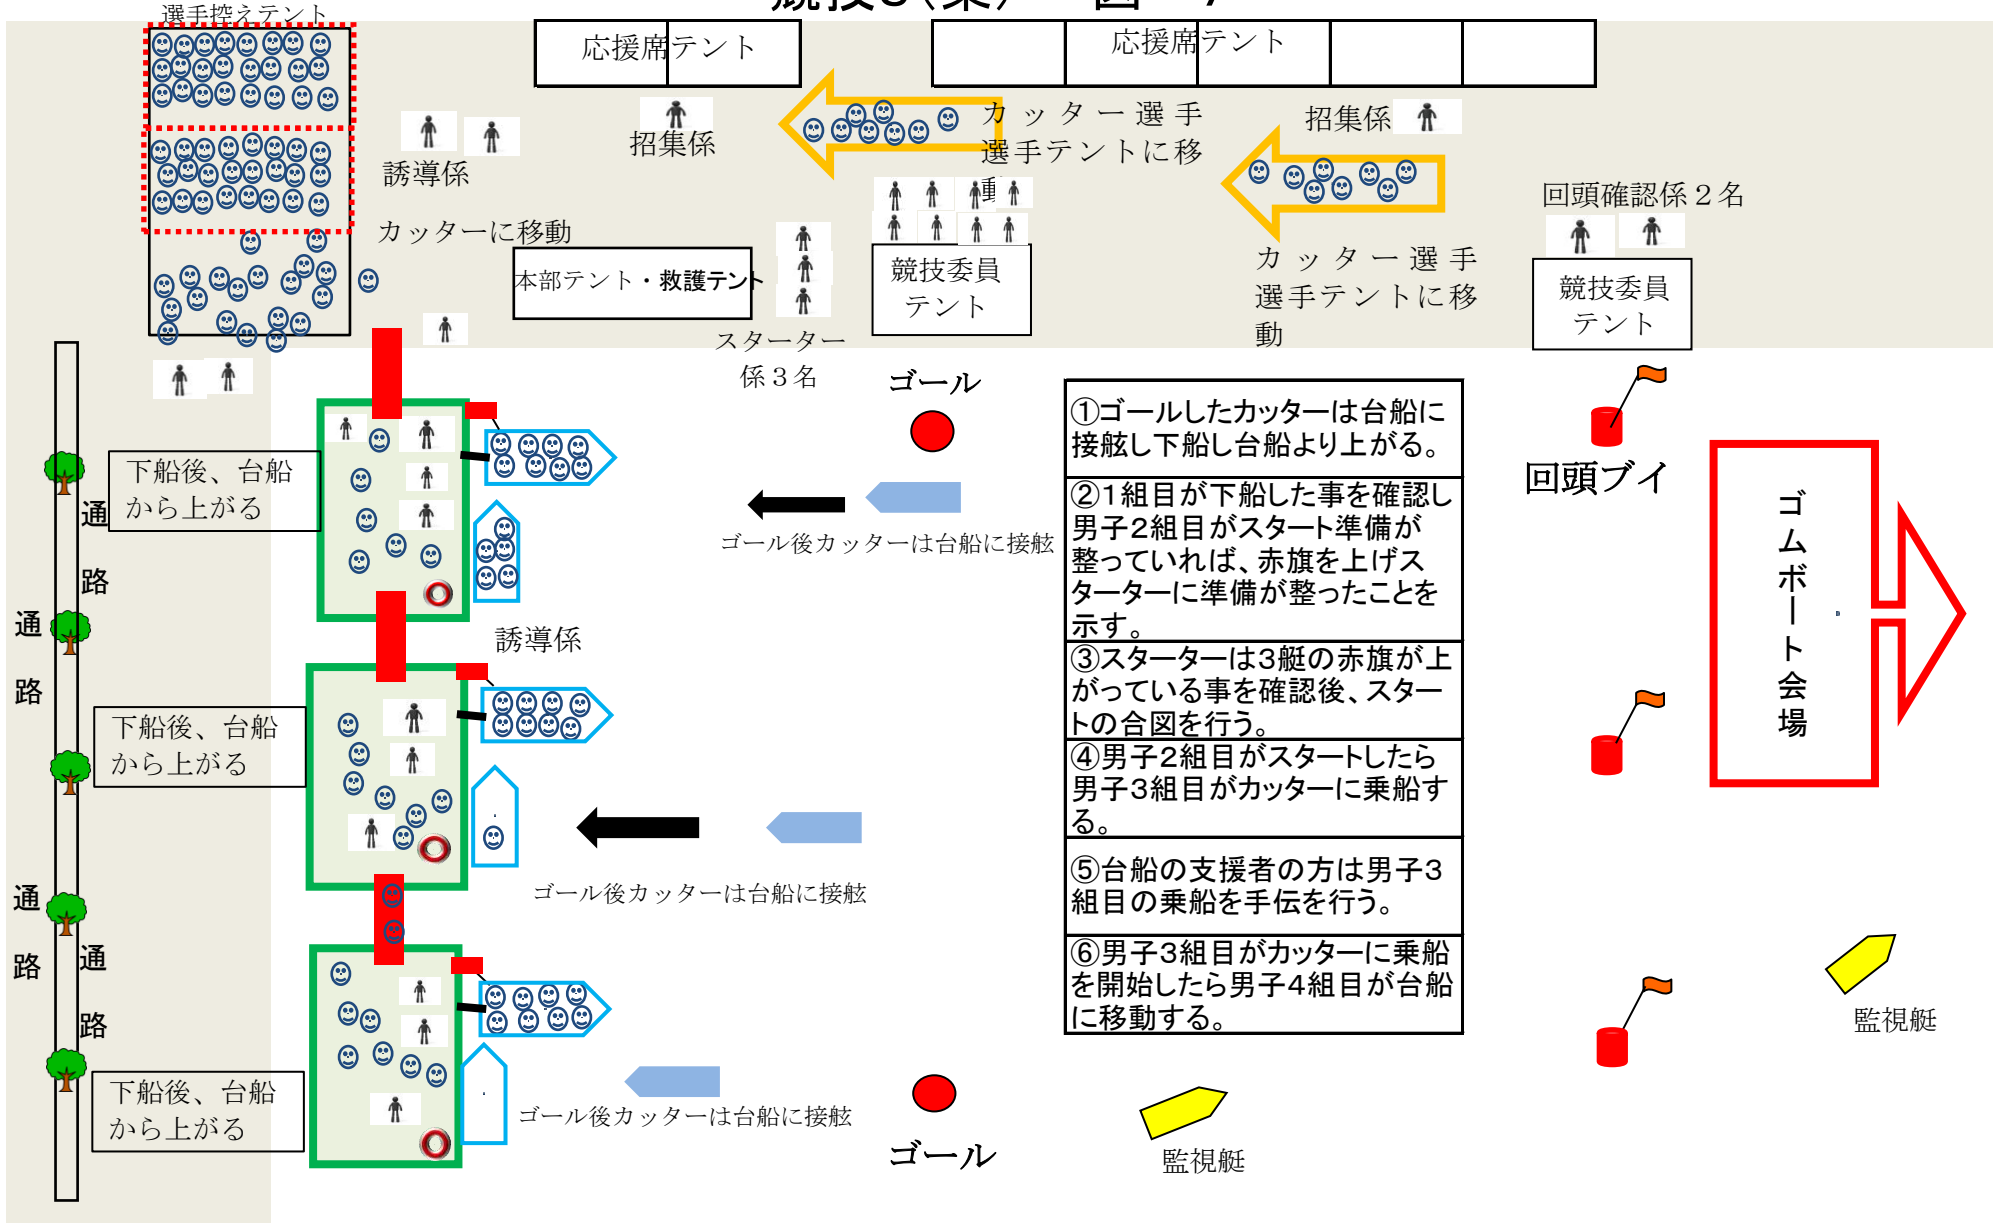 選手控えテント
応援席テント
応援席テント
誘導係
招集係
カッター選手
選手テントに移
動
招集係
回頭確認係２名
カッターに移動
本部テント・救護テント
競技委員
テント
カッター選手
選手テントに移
動
競技委員
テント
スターター
係３名
ゴール
①ゴールしたカッターは台船に
接舷し下船し台船より上がる。
②１組目が下船した事を確認し
男子２組目がスタート準備が
整っていれば、赤旗を上げス
ターターに準備が整ったことを
示す。
③スターターは３艇の赤旗が上
がっている事を確認後、スター
トの合図を行う。
④男子２組目がスタートしたら
男子３組目がカッターに乗船す
る。
⑤台船の支援者の方は男子３
組目の乗船を手伝を行う。
⑥男子３組目がカッターに乗船
を開始したら男子４組目が台船
に移動する。
回頭ブイ
ゴムボート会場
下船後、台船
から上がる
通路
ゴール後カッターは台船に接舷
通路
誘導係
下船後、台船
から上がる
ゴール後カッターは台船に接舷
通路
通路
下船後、台船
から上がる
ゴール後カッターは台船に接舷
ゴール
監視艇
監視艇